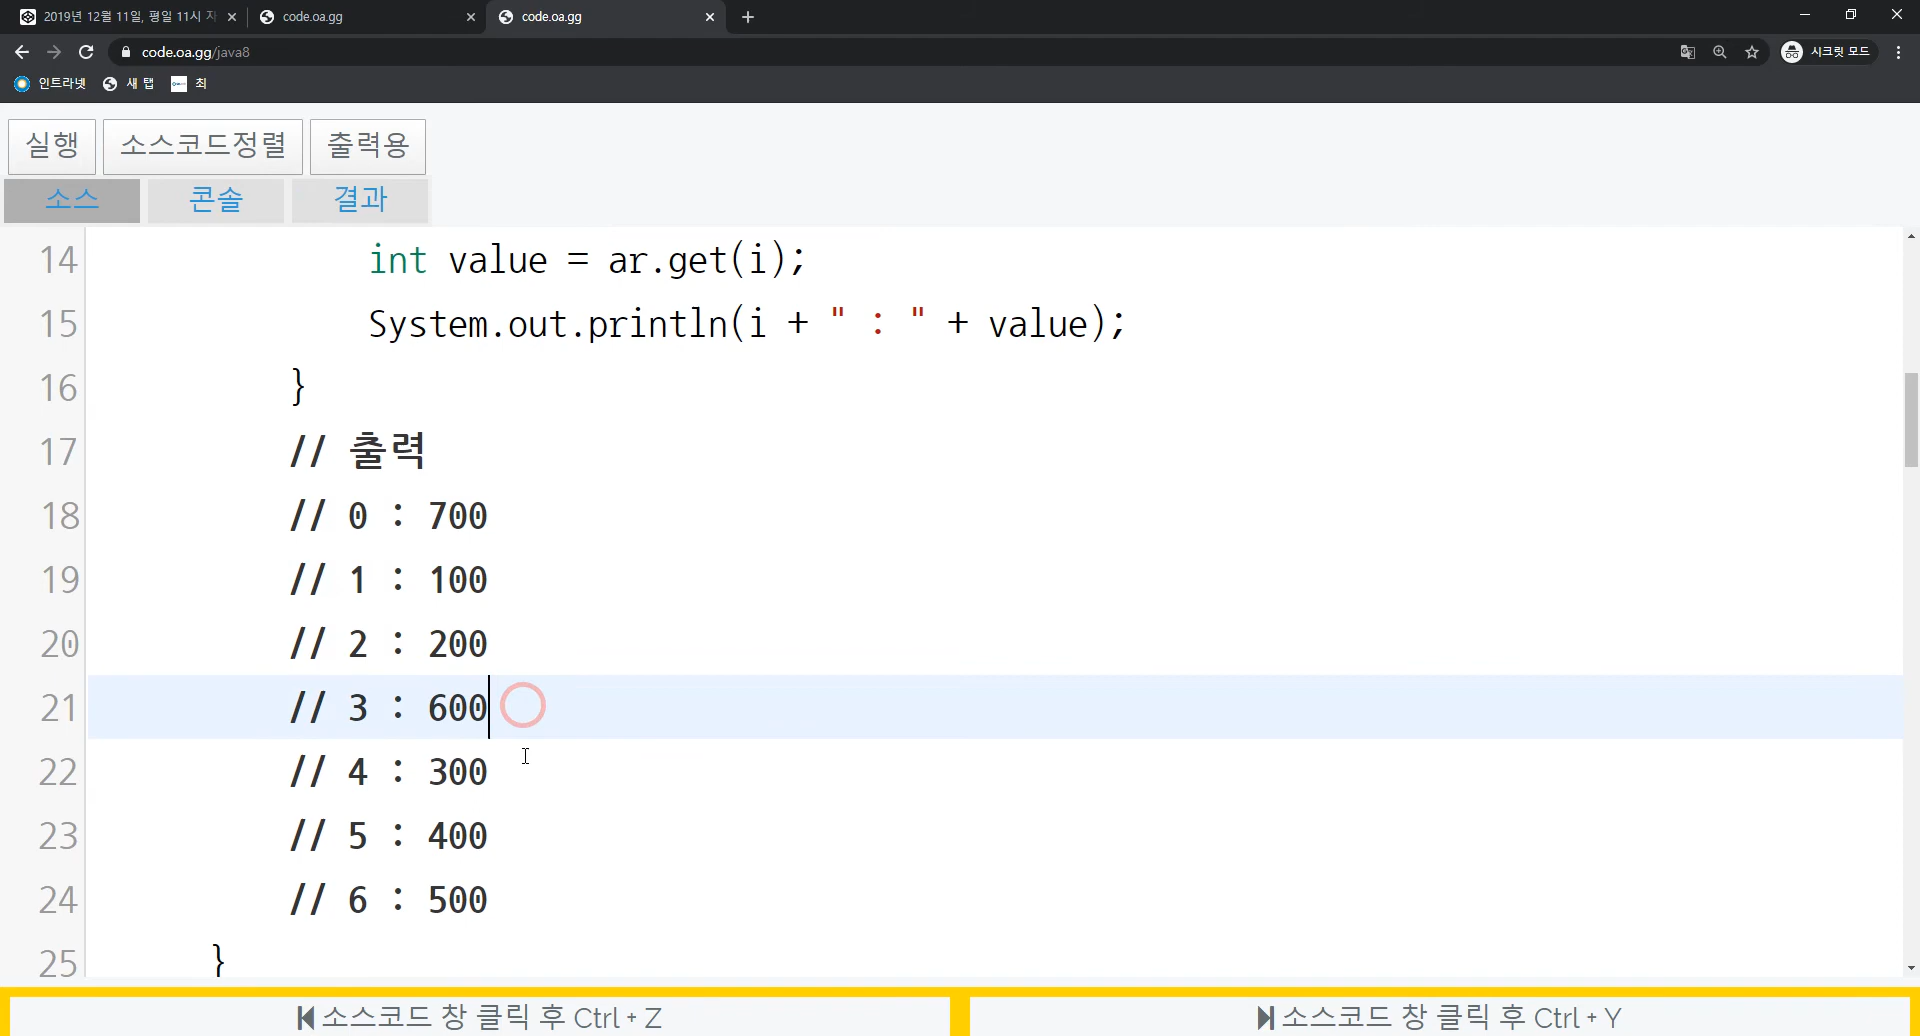 2019년 12월 11일, 평일 11시 자
code.oa.gg
code.oa.gg
code.oa.gg/java8
시크릿 모드
인트라넷
새 탭
최
실행
소스코드정렬
출력용
소스
콘솔
결과
14 int value = ar.get(i);
15 System.out.println(i + " : " + value);
16 }
17 // 출력
18 // 0 : 700
19 // 1 : 100
20 // 2 : 200
21 // 3 : 600
22 // 4 : 300
23 // 5 : 400
24 // 6 : 500
25 }
소스코드 창 클릭 후 Ctrl + Z
소스코드 창 클릭 후 Ctrl + Y